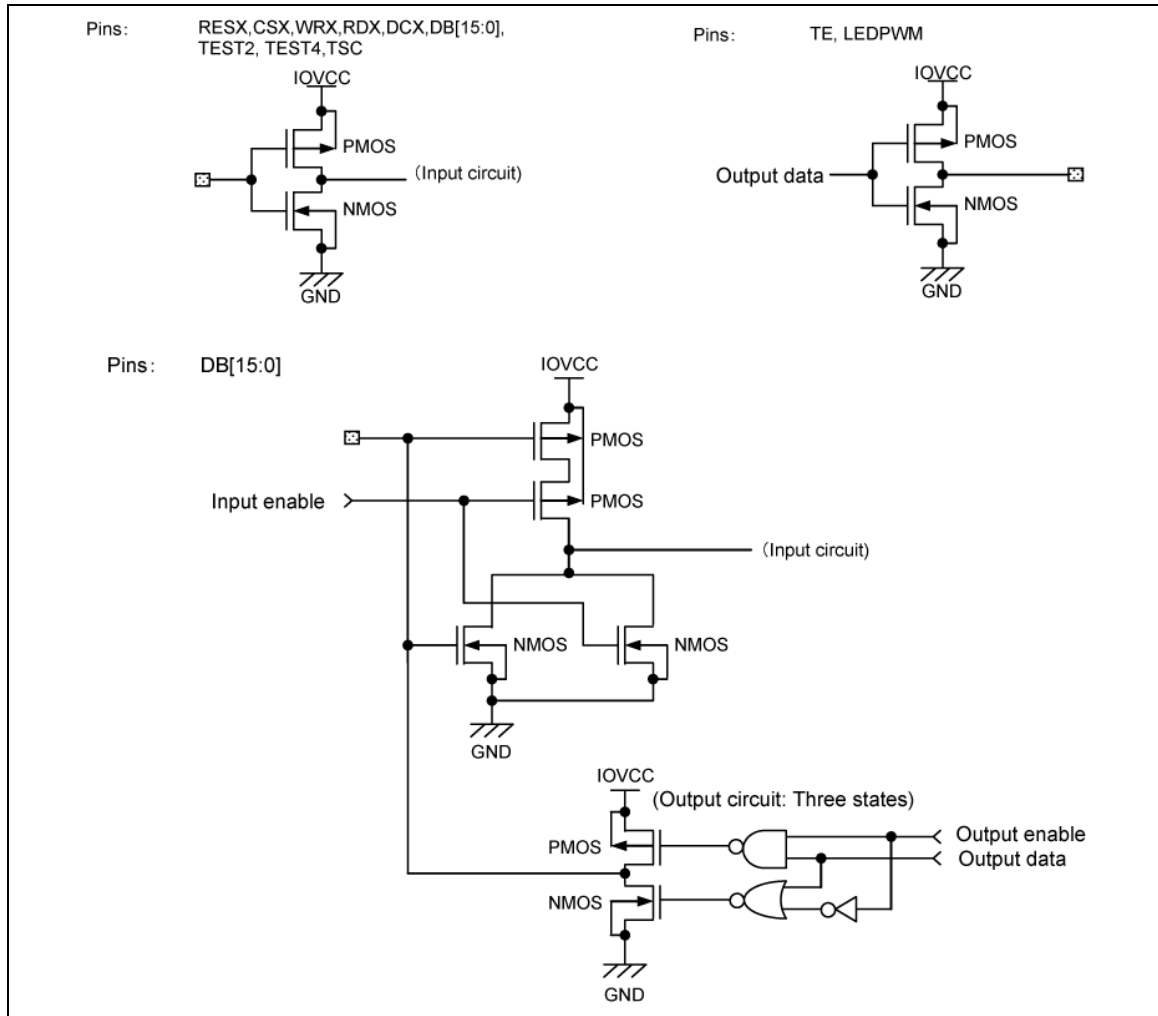 Pins: RESX,CSX,WRX,RDX,DCX,DB[15:0],
TEST2, TEST4,TSC
IOVCC
PMOS
(Input circuit)
NMOS
GND
Pins: TE, LEDPWM
IOVCC
PMOS
Output data
NMOS
GND
Pins: DB[15:0]
IOVCC
PMOS
Input enable
PMOS
(Input circuit)
NMOS
NMOS
GND
IOVCC
(Output circuit: Three states)
PMOS
Output enable
Output data
NMOS
GND